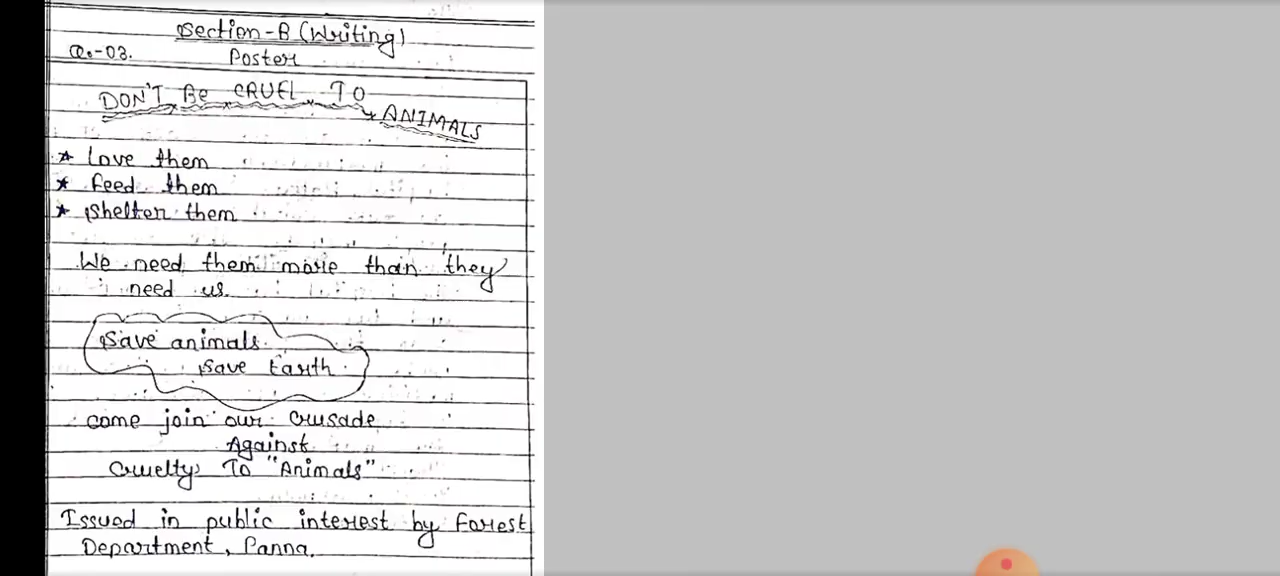 Section-B (Writing)
Q.-03. Poster
DON'T Be CRUEL TO
ANIMALS
★ Love them
★ feed them
★ Shelter them
We need them more than they
need us.
Save animals
Save Earth.
come join our crusade
Against
Cruelty To "Animals"
Issued in public interest by Forest
Department, Panna.